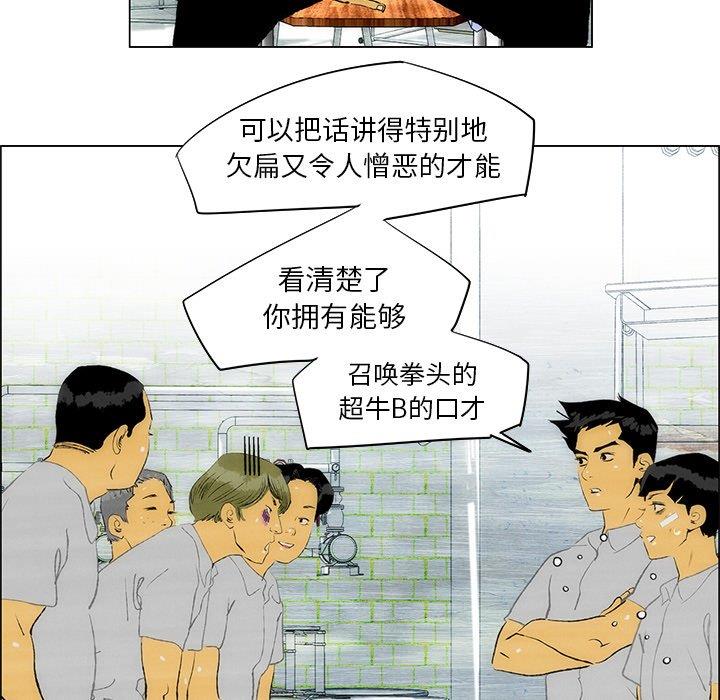 可以把话讲得特别地
欠扁又令人憎恶的才能
看清楚了
你拥有能够
召唤拳头的
超牛B的口才